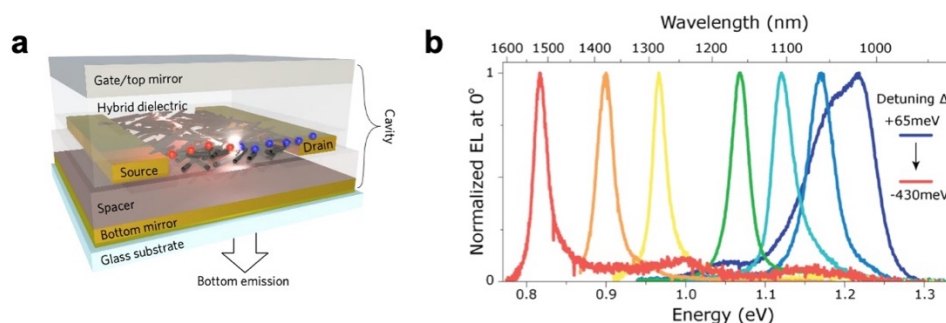 a
Gate/top mirror
Hybrid dielectric
Cavity
Source
Drain
Spacer
Bottom mirror
Glass substrate
Bottom emission
b
Wavelength (nm)
1600 1500 1400 1300 1200 1100 1000
Normalized EL at 0°
1
0
Detuning Δ
+65meV
-430meV
0.8 0.9 1.0 1.1 1.2 1.3
Energy (eV)